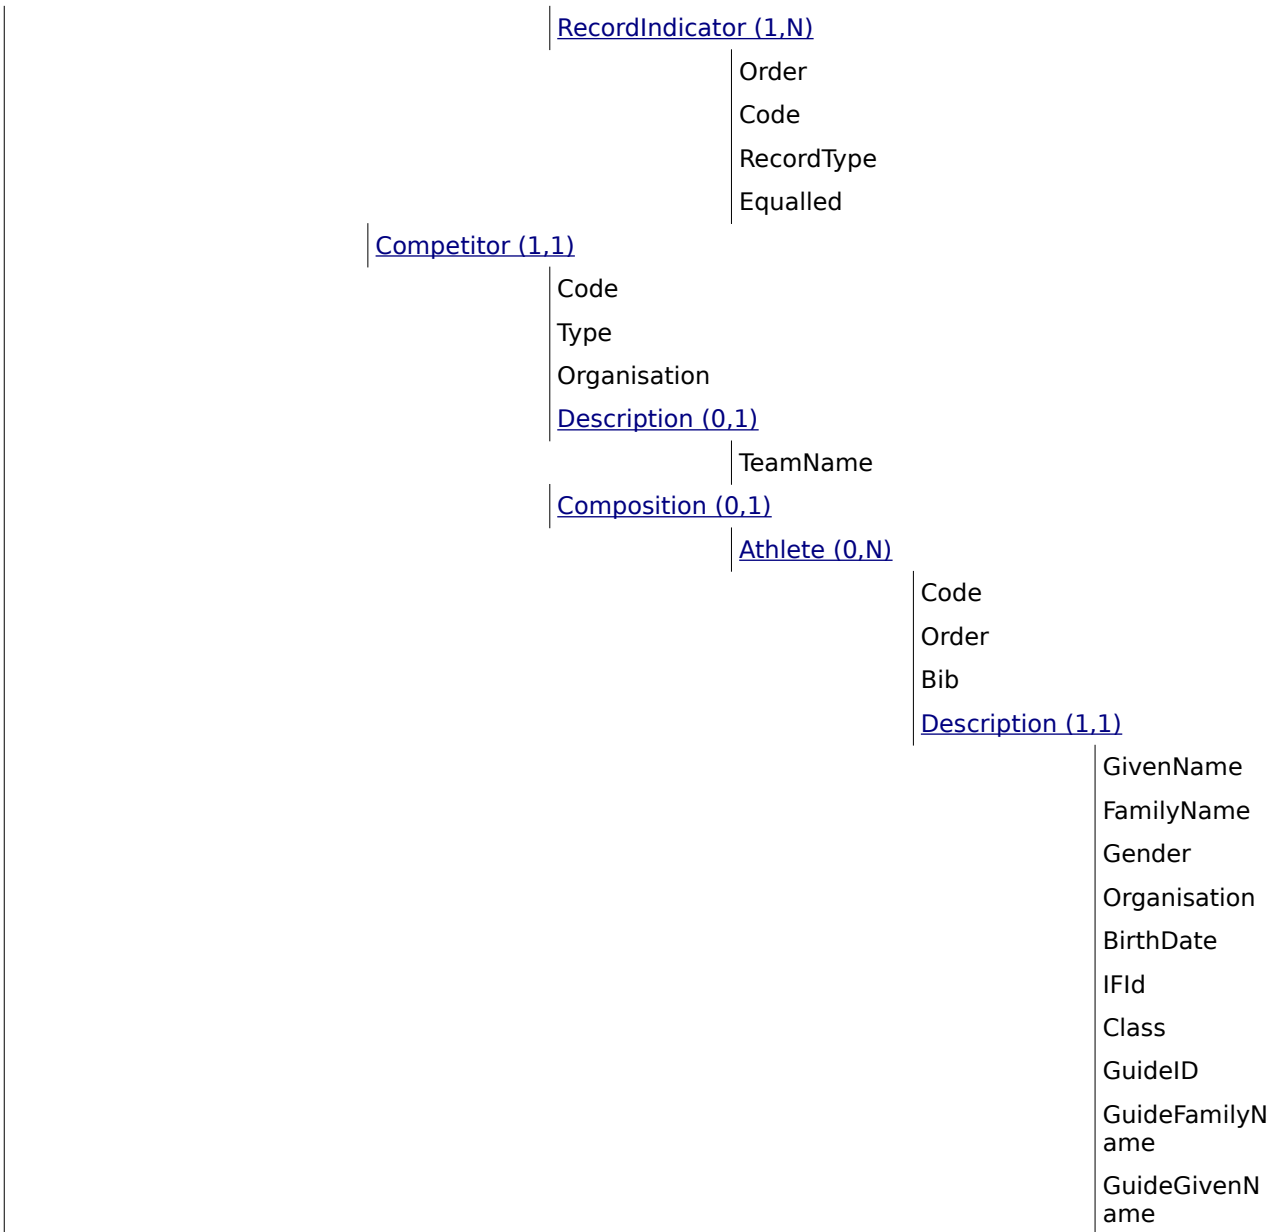 RecordIndicator (1,N)
Order
Code
RecordType
Equalled
Competitor (1,1)
Code
Type
Organisation
Description (0,1)
TeamName
Composition (0,1)
Athlete (0,N)
Code
Order
Bib
Description (1,1)
GivenName
FamilyName
Gender
Organisation
BirthDate
IFId
Class
GuideID
GuideFamilyN
ame
GuideGivenN
ame